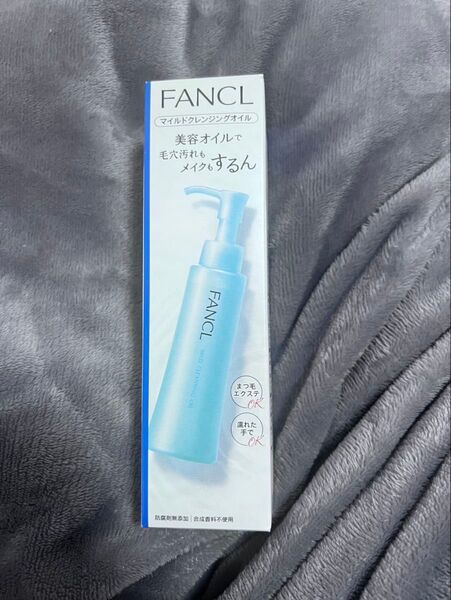 FANCL
マイルドクレンジングオイル
美容オイルで
毛穴汚れも
メイクもするん
FANCL
MILD CLEANSING OIL
まつ毛
エクステ
OK
濡れた
手で
OK
防腐剤無添加 | 合成香料不使用